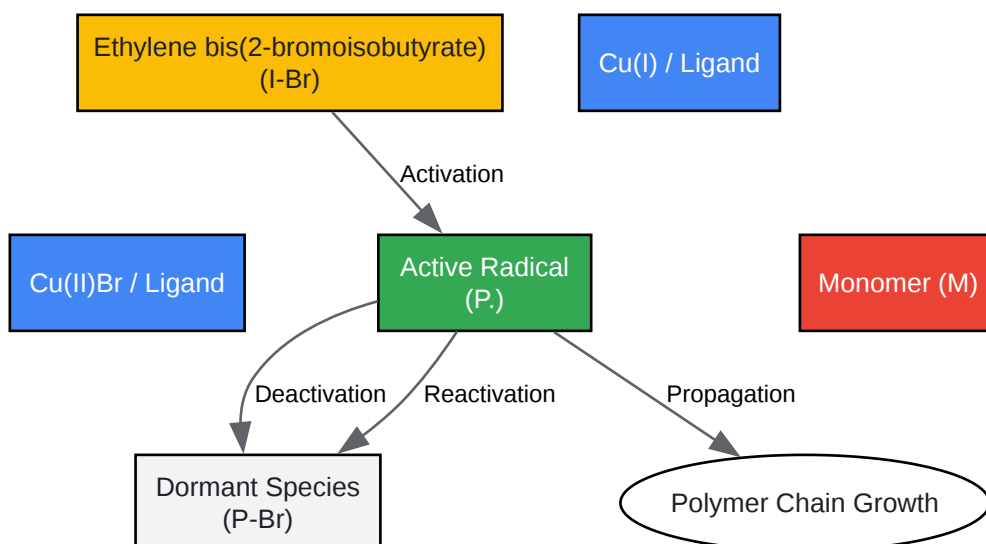 Ethylene bis(2-bromoisobutyrate)
(I-Br)
Cu(I) / Ligand
Activation
Cu(II)Br / Ligand
Active Radical
(P.)
Monomer (M)
Deactivation
Reactivation
Propagation
Dormant Species
(P-Br)
Polymer Chain Growth